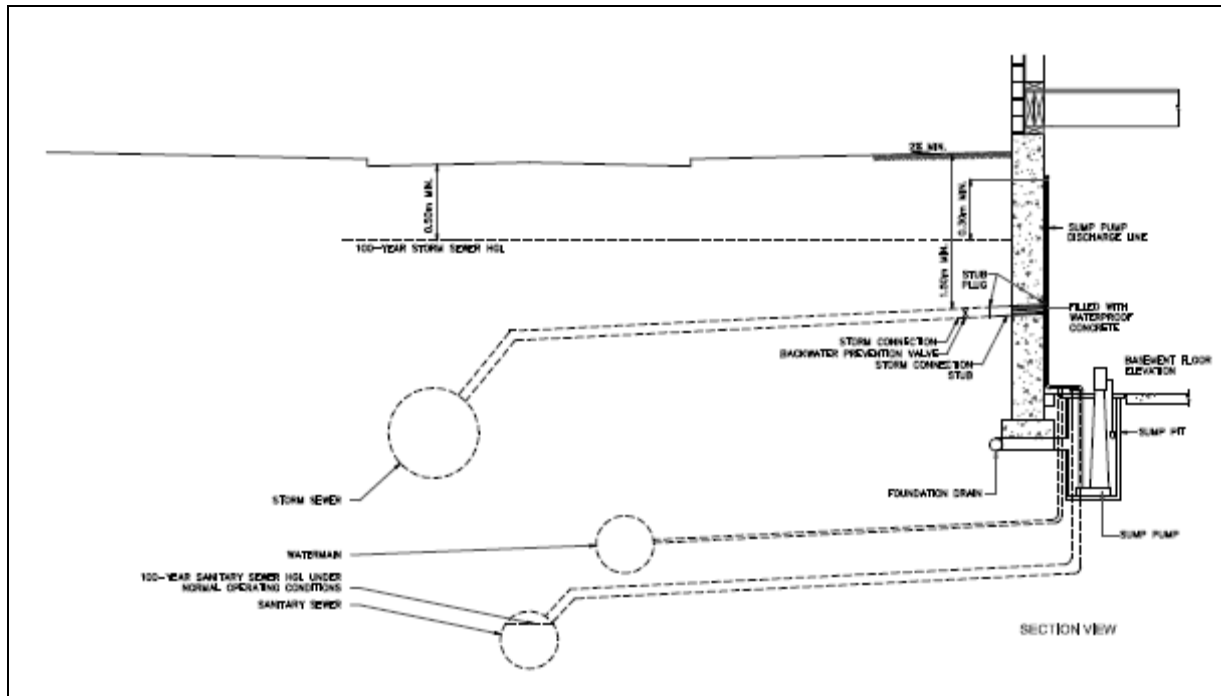 2% MIN.
0.50m MIN.
0.30m MIN.
1.50m MIN.
100-YEAR STORM SEWER HGL
SUMP PUMP
DISCHARGE LINE
STUB
PLUG
FILLED WITH
WATERPROOF
CONCRETE
STORM CONNECTION
BACKWATER PREVENTION VALVE
STORM CONNECTION
STUB
BASEMENT FLOOR
ELEVATION
SUMP PIT
STORM SEWER
FOUNDATION DRAIN
SUMP PUMP
WATERMAIN
100-YEAR SANITARY SEWER HGL UNDER
NORMAL OPERATING CONDITIONS
SANITARY SEWER
SECTION VIEW